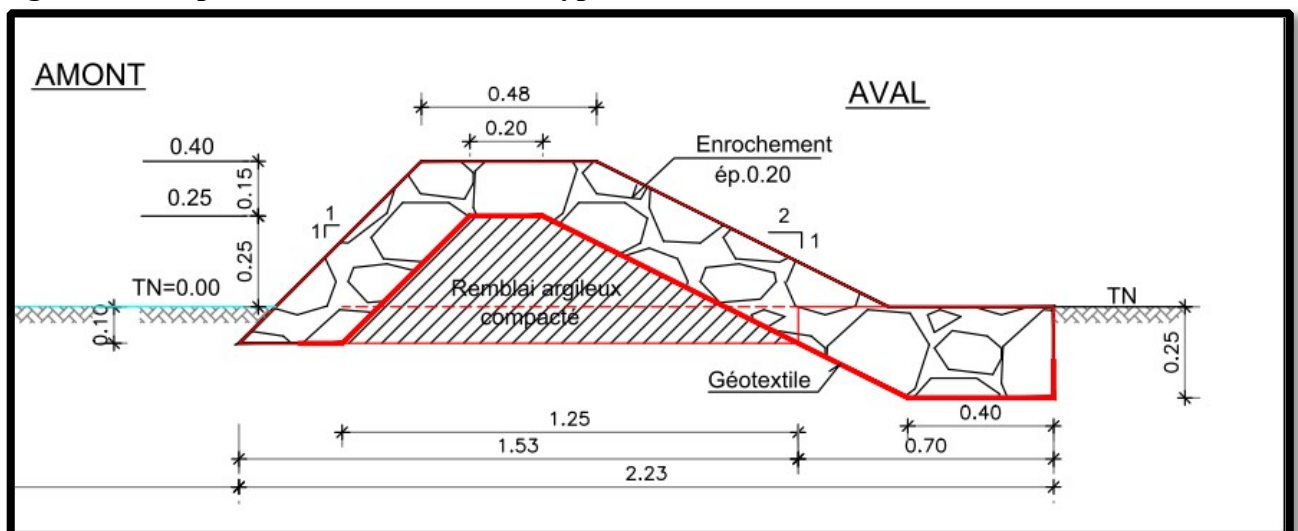 AMONT
AVAL
0.48
0.20
Enrochement
ép.0.20
0.40
0.15
0.25
0.25
1
1
2
1
TN=0.00
0.10
Remblai argileux
compacté
TN
0.25
Géotextile
0.40
1.25
1.53
0.70
2.23